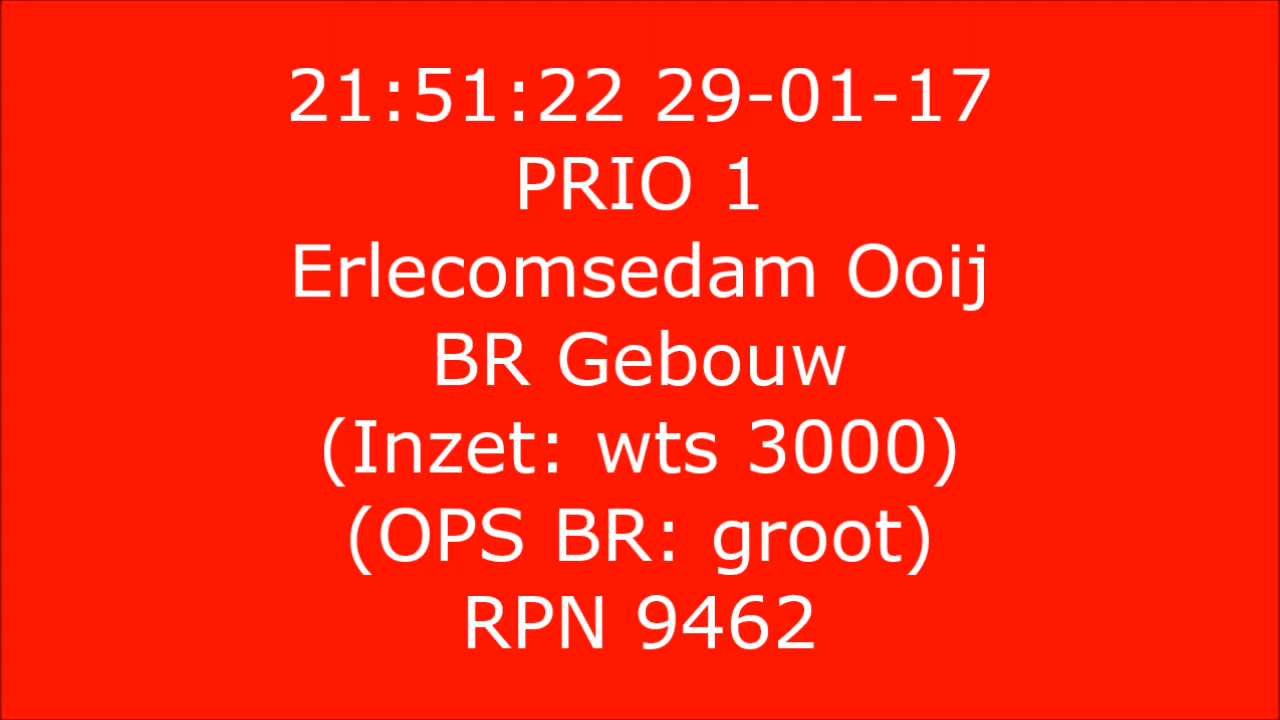 21:51:22 29-01-17
PRIO 1
Erlecomsedam Ooij
BR Gebouw
(Inzet: wts 3000)
(OPS BR: groot)
RPN 9462